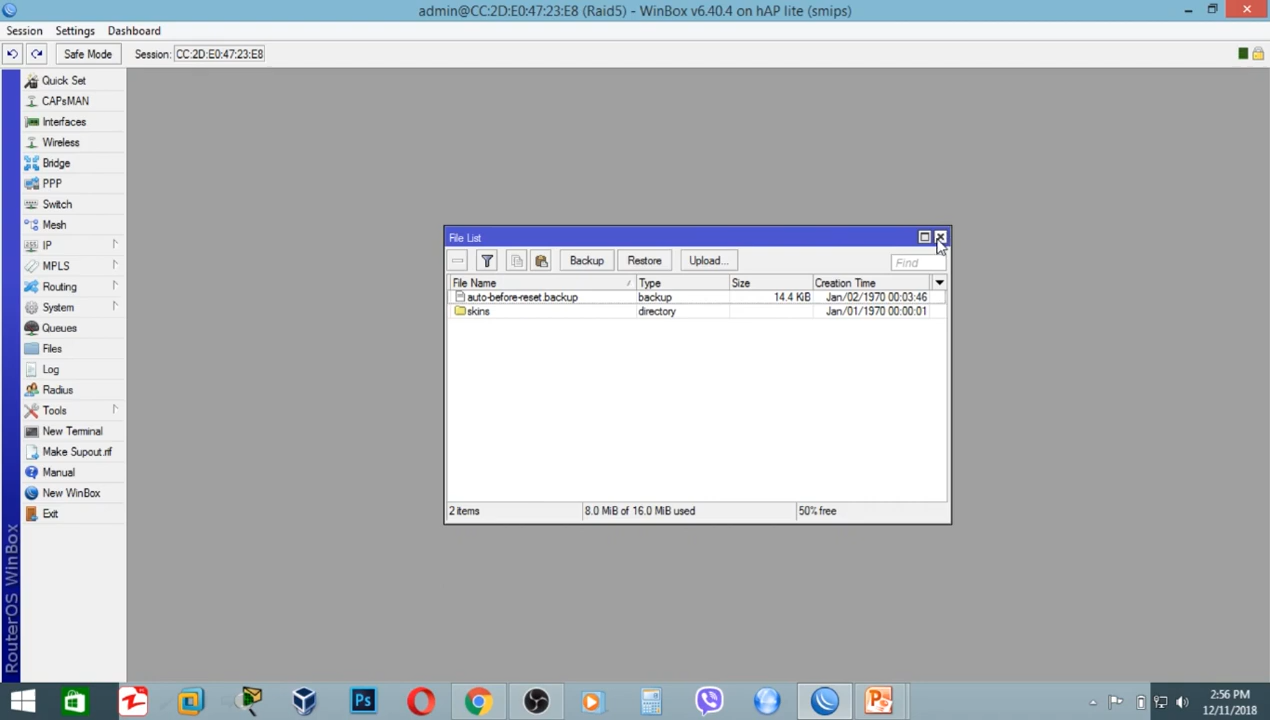 admin@CC:2D:E0:47:23:E8 (Raid5) - WinBox v6.40.4 on hAP lite (smips)
Session Settings Dashboard
Safe Mode Session: CC:2D:E0:47:23:E8
Quick Set
CAPsMAN
Interfaces
Wireless
Bridge
PPP
Switch
Mesh
IP
MPLS
Routing
System
Queues
Files
Log
Radius
Tools
New Terminal
Make Supout.rif
Manual
New WinBox
Exit
RouterOS WinBox
File List
Backup Restore Upload... Find
File Name Type Size Creation Time
auto-before-reset.backup backup 14.4 KiB Jan/02/1970 00:03:46
skins directory Jan/01/1970 00:00:01
2 items 8.0 MiB of 16.0 MiB used 50% free
Ps
2:56 PM
12/11/2018